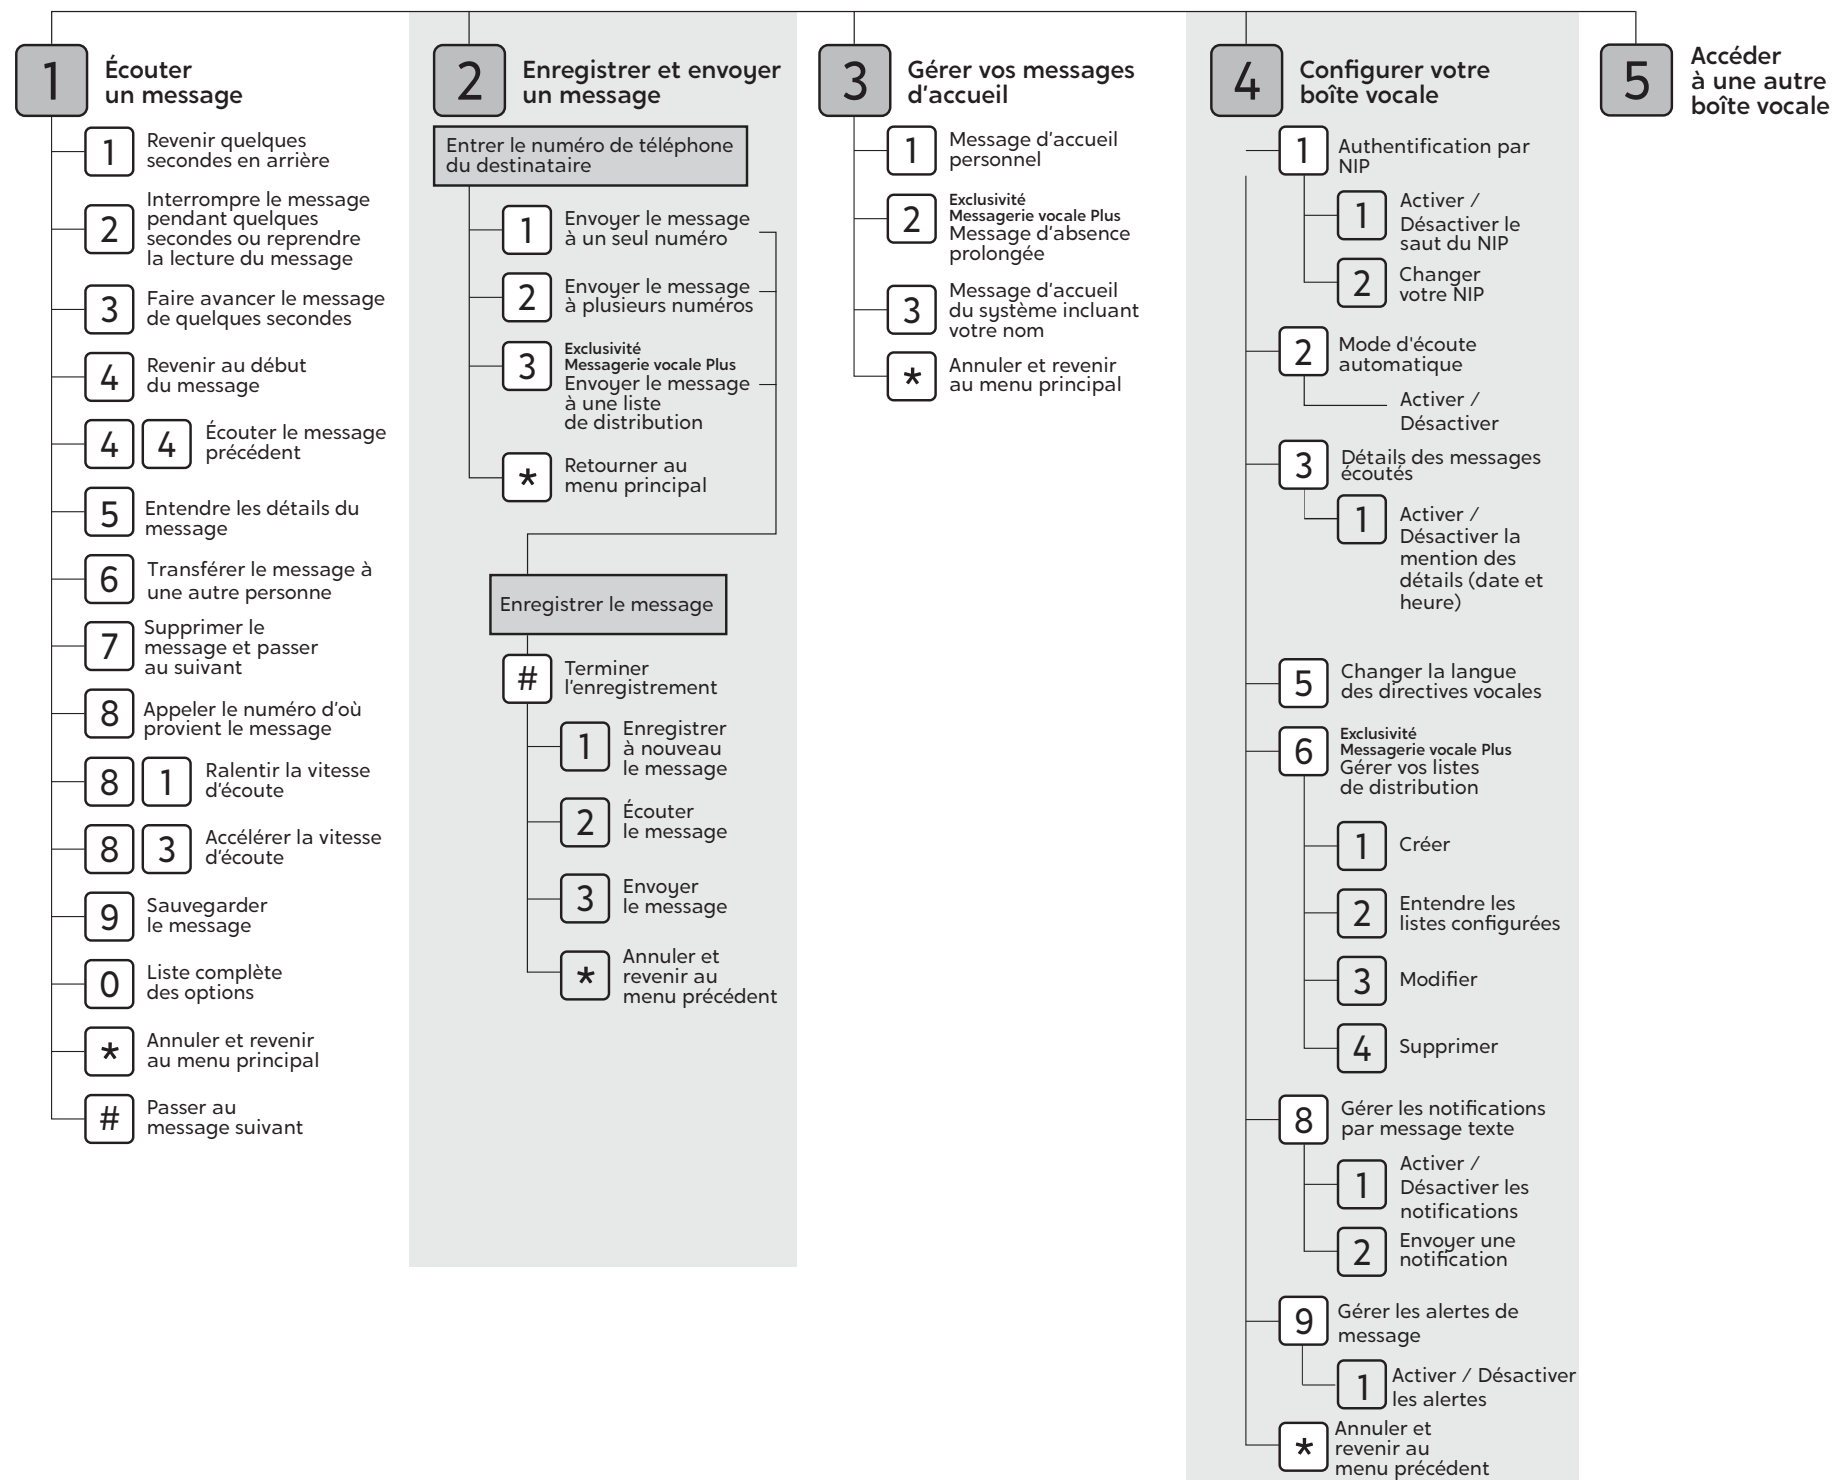 1
Écouter
un message
1
Revenir quelques
secondes en arrière
2
Interrompre le message
pendant quelques
secondes ou reprendre
la lecture du message
3
Faire avancer le message
de quelques secondes
4
Revenir au début
du message
4 4
Écouter le message
précédent
5
Entendre les détails du
message
6
Transférer le message à
une autre personne
7
Supprimer le
message et passer
au suivant
8
Appeler le numéro d'où
provient le message
8 1
Ralentir la vitesse
d'écoute
8 3
Accélérer la vitesse
d'écoute
9
Sauvegarder
le message
0
Liste complète
des options
*
Annuler et revenir
au menu principal
#
Passer au
message suivant
2
Enregistrer et envoyer
un message
Entrer le numéro de téléphone
du destinataire
1
Envoyer le message
à un seul numéro
2
Envoyer le message
à plusieurs numéros
3
Exclusivité
Messagerie vocale Plus
Envoyer le message
à une liste
de distribution
*
Retourner au
menu principal
Enregistrer le message
#
Terminer
l'enregistrement
1
Enregistrer
à nouveau
le message
2
Écouter
le message
3
Envoyer
le message
*
Annuler et
revenir au
menu précédent
3
Gérer vos messages
d'accueil
1
Message d'accueil
personnel
2
Exclusivité
Messagerie vocale Plus
Message d'absence
prolongée
3
Message d'accueil
du système incluant
votre nom
*
Annuler et revenir
au menu principal
4
Configurer votre
boîte vocale
1
Authentification par
NIP
1
Activer /
Désactiver le
saut du NIP
2
Changer
votre NIP
2
Mode d'écoute
automatique
Activer /
Désactiver
3
Détails des messages
écoutés
1
Activer /
Désactiver la
mention des
détails (date et
heure)
5
Changer la langue
des directives vocales
6
Exclusivité
Messagerie vocale Plus
Gérer vos listes
de distribution
1
Créer
2
Entendre les
listes configurées
3
Modifier
4
Supprimer
8
Gérer les notifications
par message texte
1
Activer /
Désactiver les
notifications
2
Envoyer une
notification
9
Gérer les alertes de
message
1
Activer / Désactiver
les alertes
*
Annuler et
revenir au
menu précédent
5
Accéder
à une autre
boîte vocale